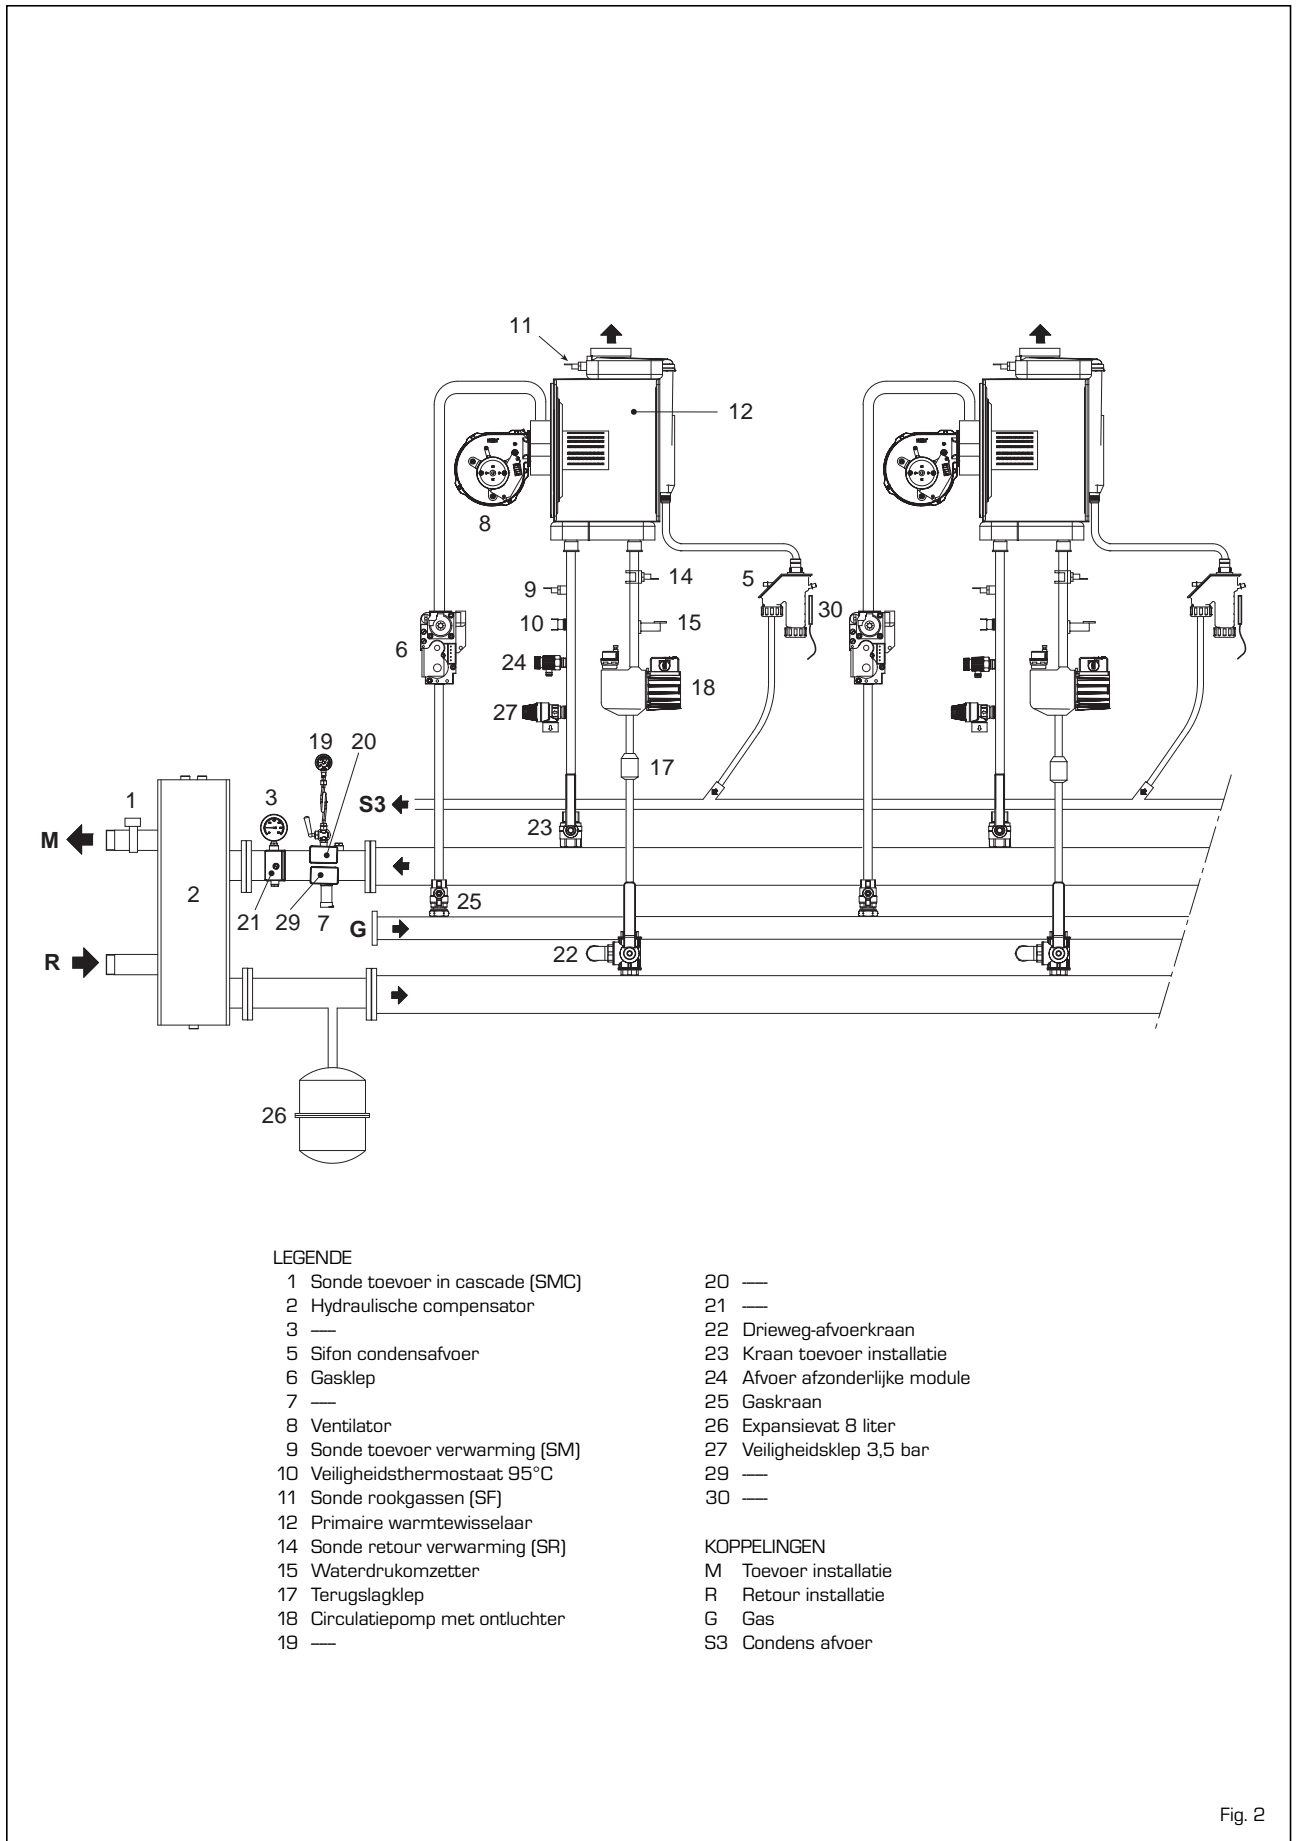 11
12
8
9
14
5
30
10
15
6
24
18
27
19
20
17
1
3
S3
23
M
2
25
21
29
7
G
22
R
26
LEGENDE
1 Sonde toevoer in cascade (SMC)
2 Hydraulische compensator
3 ––––
5 Sifon condensafvoer
6 Gasklep
7 ––––
8 Ventilator
9 Sonde toevoer verwarming (SM)
10 Veiligheidsthermostaat 95°C
11 Sonde rookgassen (SF)
12 Primaire warmtewisselaar
14 Sonde retour verwarming (SR)
15 Waterdrukomzetter
17 Terugslagklep
18 Circulatiepomp met ontluchter
19 ––––
20 ––––
21 ––––
22 Drieweg-afvoerkraan
23 Kraan toevoer installatie
24 Afvoer afzonderlijke module
25 Gaskraan
26 Expansievat 8 liter
27 Veiligheidsklep 3,5 bar
29 ––––
30 ––––
KOPPELINGEN
M Toevoer installatie
R Retour installatie
G Gas
S3 Condens afvoer
Fig. 2